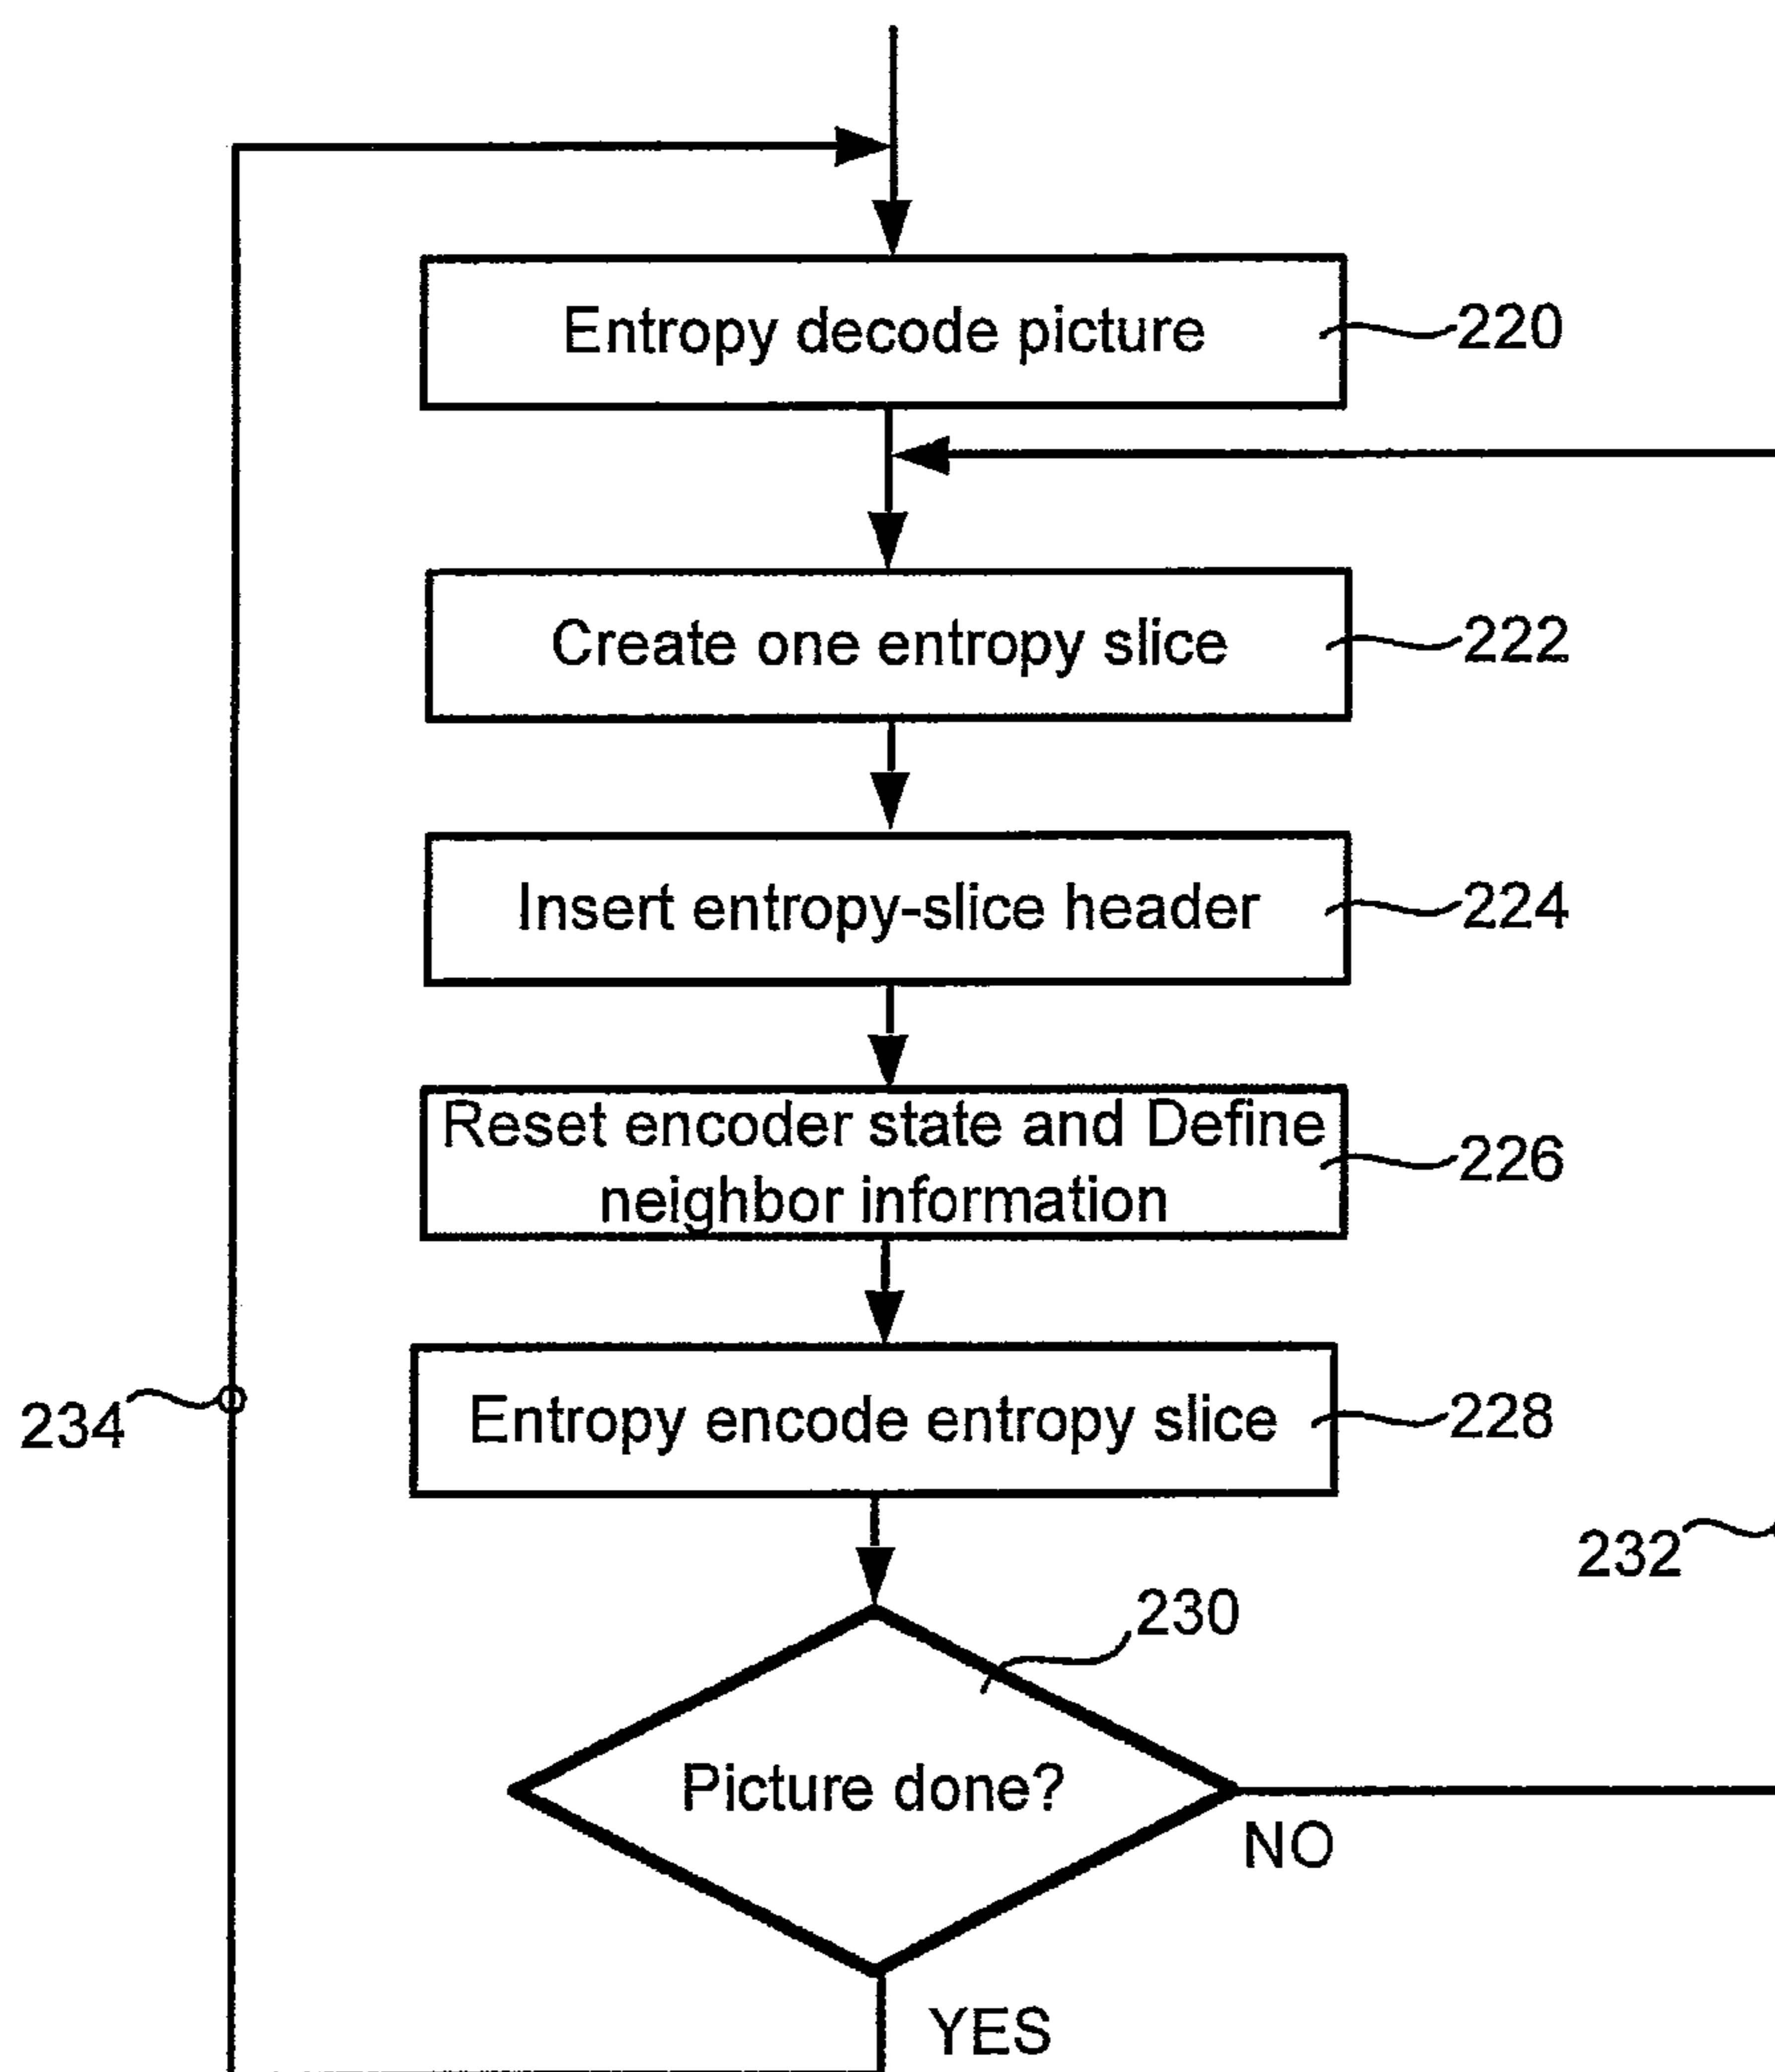 Entropy decode picture
220
Create one entropy slice
222
Insert entropy-slice header
224
Reset encoder state and Define
neighbor information
226
Entropy encode entropy slice
228
234
232
230
Picture done?
NO
YES